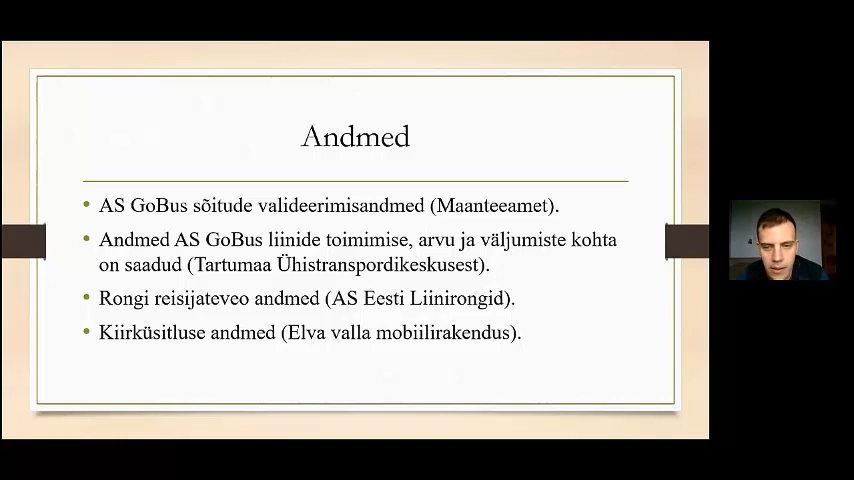 Andmed
AS GoBus sõitude valideerimisandmed (Maanteeamet).
Andmed AS GoBus liinide toimimise, arvu ja väljumiste kohta
on saadud (Tartumaa Ühistranspordikeskusest).
Rongi reisijateveo andmed (AS Eesti Liinirongid).
Kiirküsitluse andmed (Elva valla mobiilirakendus).